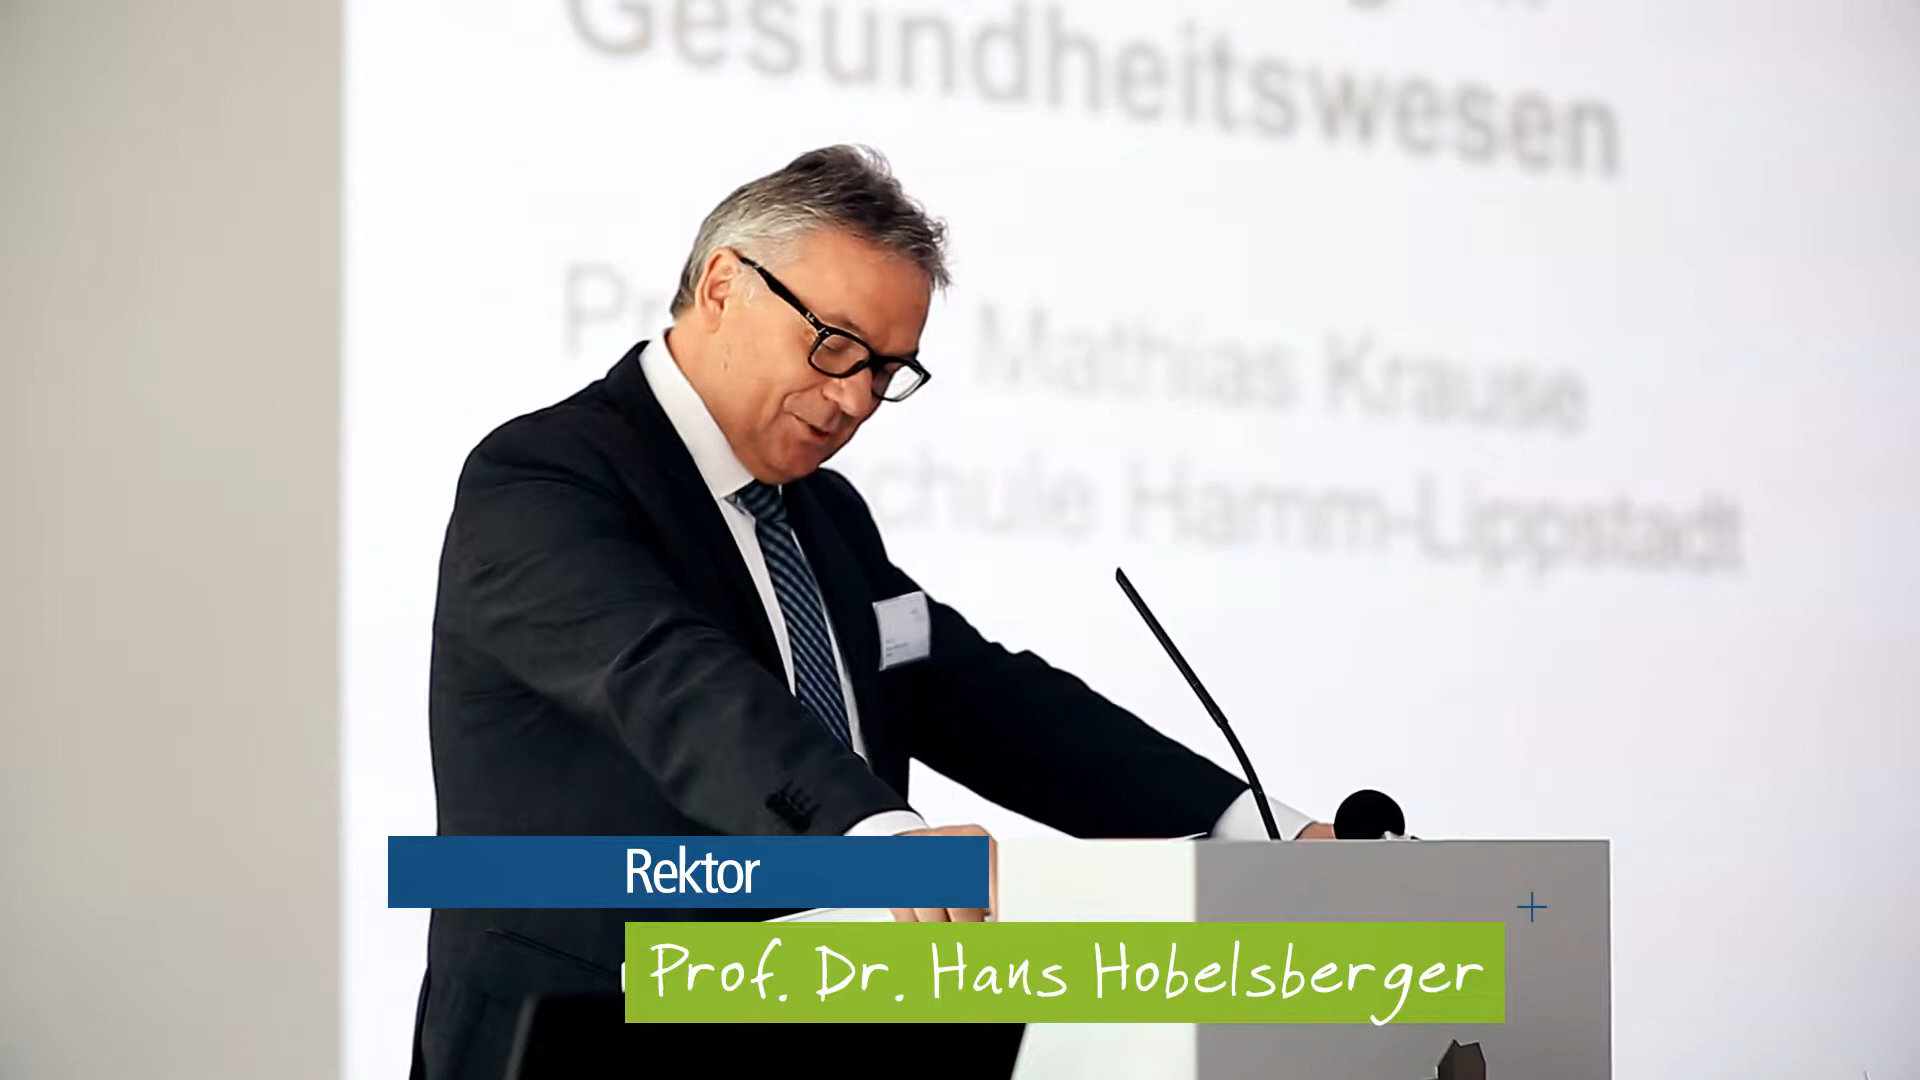 Gesundheitswesen
Mathias Krause
Hamm-Lippstadt
Rektor
Prof. Dr. Hans Hobelsberger